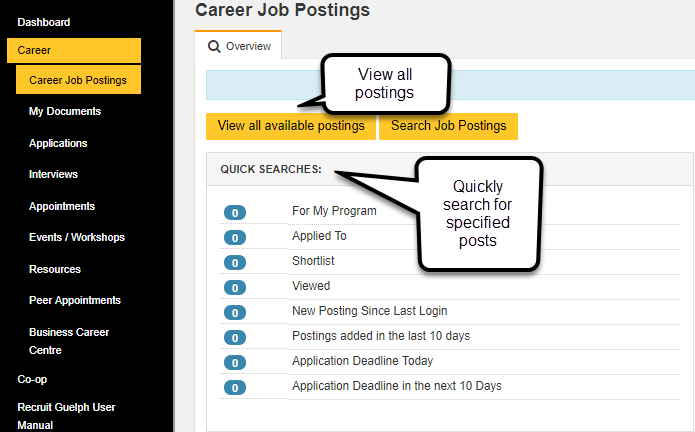 Dashboard
Career
Career Job Postings
My Documents
Applications
Interviews
Appointments
Events / Workshops
Resources
Peer Appointments
Business Career
Centre
Co-op
Recruit Guelph User
Manual
Career Job Postings
Overview
View all
postings
View all available postings
Search Job Postings
QUICK SEARCHES:
Quickly
search for
specified
posts
0 For My Program
0 Applied To
0 Shortlist
0 Viewed
0 New Posting Since Last Login
0 Postings added in the last 10 days
0 Application Deadline Today
0 Application Deadline in the next 10 Days